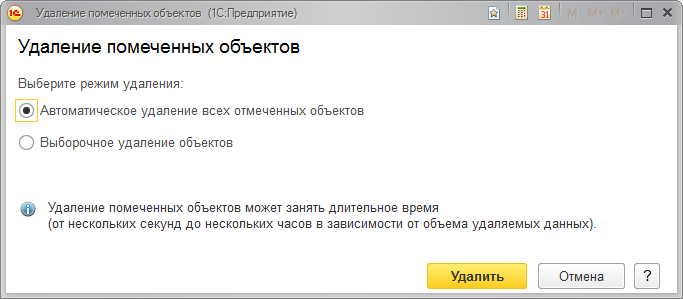 Удаление помеченных объектов (1С:Предприятие)
M M+ M-
Удаление помеченных объектов
Выберите режим удаления:
Автоматическое удаление всех отмеченных объектов
Выборочное удаление объектов
Удаление помеченных объектов может занять длительное время
(от нескольких секунд до нескольких часов в зависимости от объема удаляемых данных).
Удалить Отмена ?